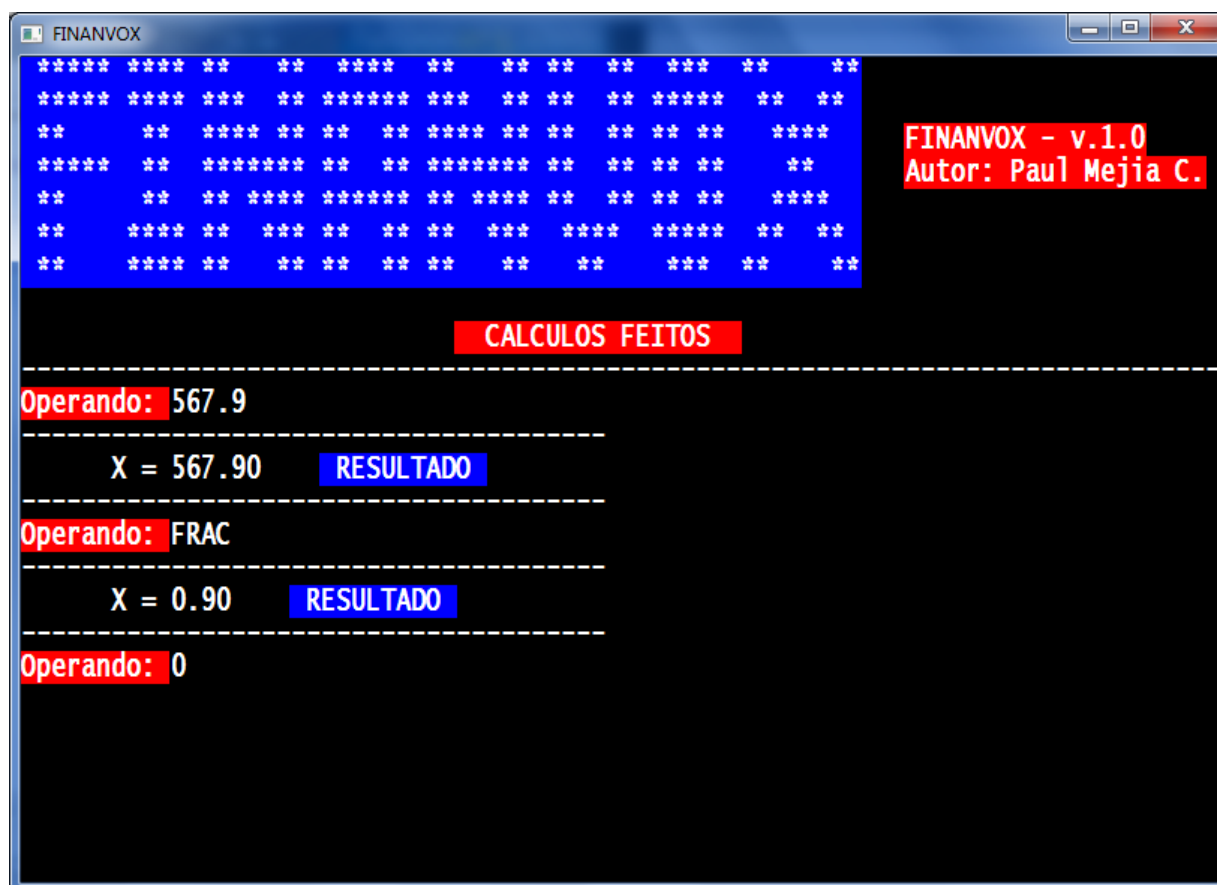 FINANVOX
***** **** **   **  ****  **   ** **  **  ***  **     **
***** **** ***  ** ****** ***  ** **  ** *****  **  **
**     **  **** ** **  ** **** ** **  ** ** **   ****
*****  **  ******* **  ** ******* **  ** ** **    **
**     **  ** **** ****** ** **** **  ** ** **   ****
**    **** **  *** **  ** **  ***  ****  *****  **  **
**    **** **   ** **  ** **   **   **    ***  **     **
FINANVOX - v.1.0
Autor: Paul Mejia C.
CALCULOS FEITOS
--------------------------------------------------------------------------------
Operando: 567.9
---------------------------------------
X = 567.90 RESULTADO
---------------------------------------
Operando: FRAC
---------------------------------------
X = 0.90 RESULTADO
---------------------------------------
Operando: 0